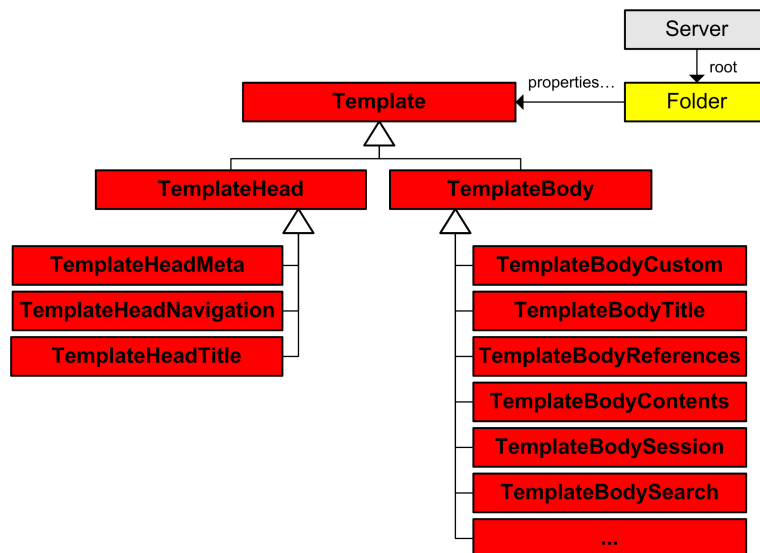 Server
root
properties…
Template
Folder
TemplateHead
TemplateBody
TemplateHeadMeta
TemplateHeadNavigation
TemplateHeadTitle
TemplateBodyCustom
TemplateBodyTitle
TemplateBodyReferences
TemplateBodyContents
TemplateBodySession
TemplateBodySearch
...